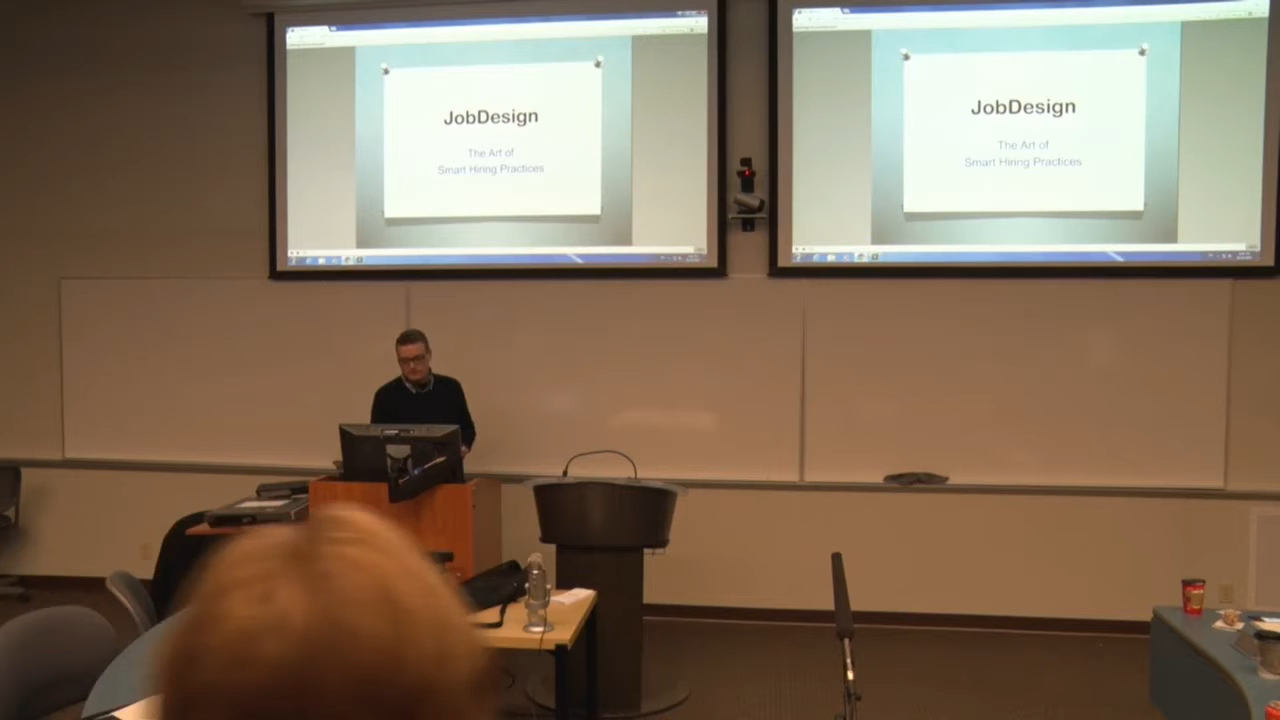 JobDesign
The Art of
Smart Hiring Practices
JobDesign
The Art of
Smart Hiring Practices